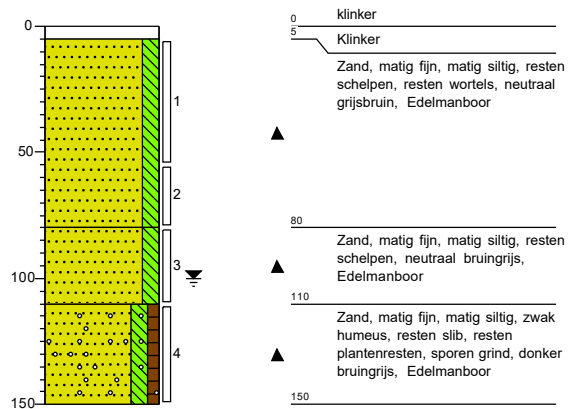 0
50
100
150
1
2
3
4
0
klinker
5
Klinker
Zand, matig fijn, matig siltig, resten
schelpen, resten wortels, neutraal
grijsbruin, Edelmanboor
80
Zand, matig fijn, matig siltig, resten
schelpen, neutraal bruingrijs,
Edelmanboor
110
Zand, matig fijn, matig siltig, zwak
humeus, resten slib, resten
plantenresten, sporen grind, donker
bruingrijs, Edelmanboor
150